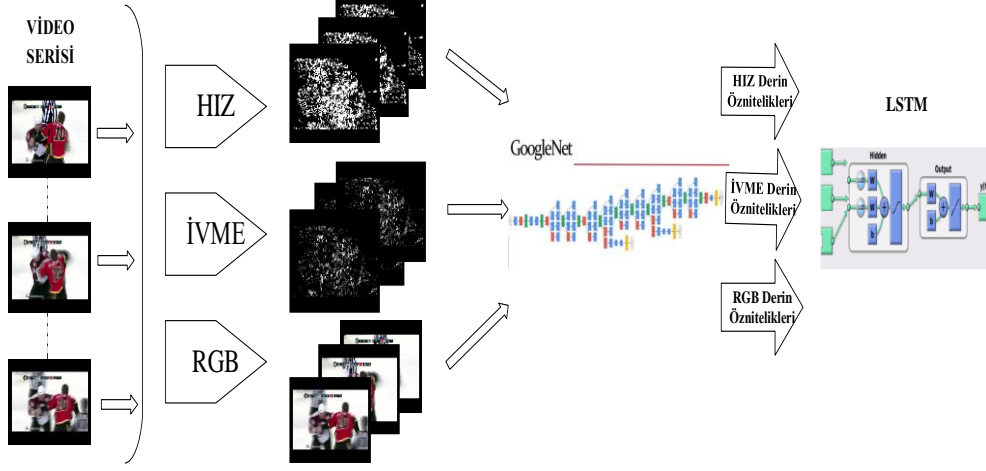 VİDEO
SERİSİ
HIZ
İVME
RGB
GoogleNet
HIZ Derin
Öznitelikleri
İVME Derin
Öznitelikleri
RGB Derin
Öznitelikleri
LSTM
Hidden
W
W
b
+
Output
W
b
+